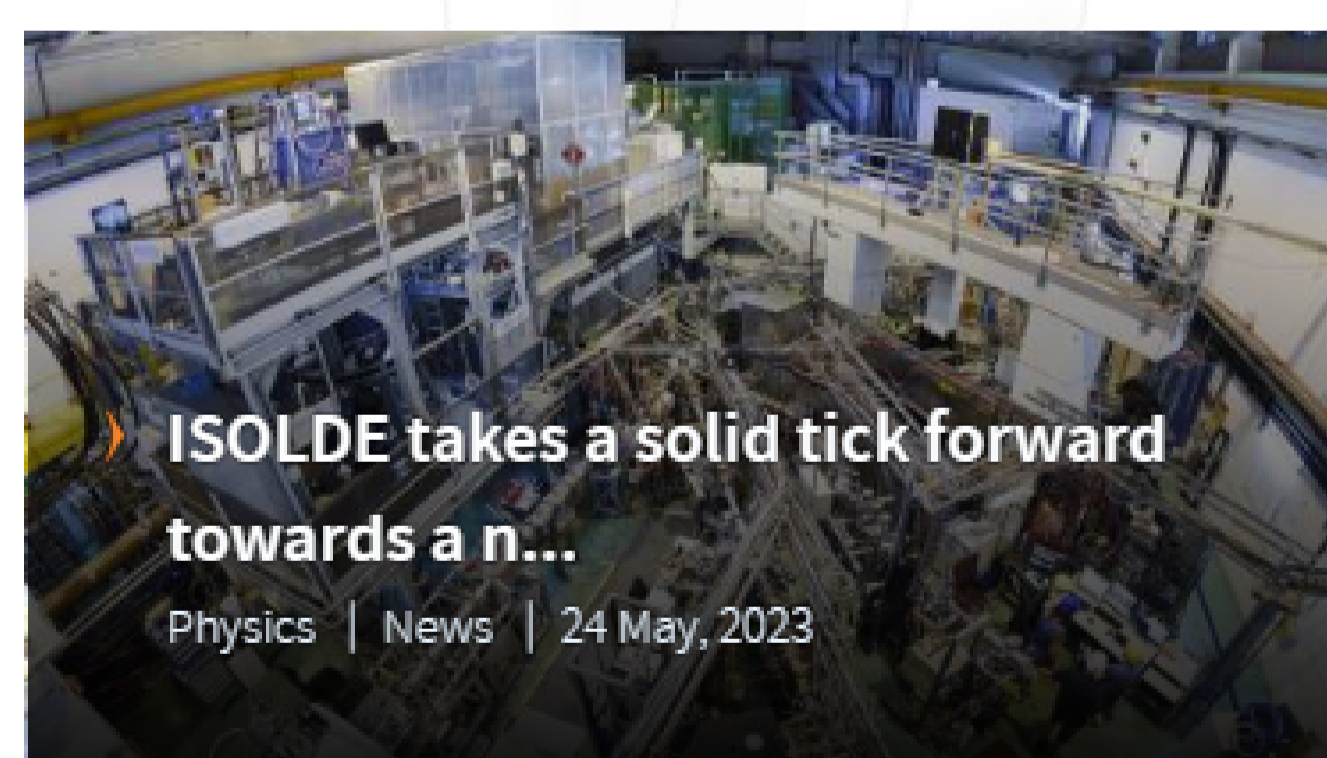 ISOLDE takes a solid tick forward
towards a n...
Physics | News | 24 May, 2023